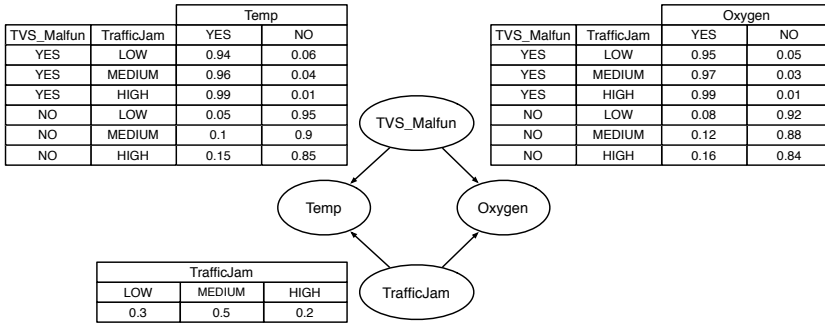 Temp
TVS_Malfun TrafficJam YES NO
YES LOW 0.94 0.06
YES MEDIUM 0.96 0.04
YES HIGH 0.99 0.01
NO LOW 0.05 0.95
NO MEDIUM 0.1 0.9
NO HIGH 0.15 0.85
Oxygen
TVS_Malfun TrafficJam YES NO
YES LOW 0.95 0.05
YES MEDIUM 0.97 0.03
YES HIGH 0.99 0.01
NO LOW 0.08 0.92
NO MEDIUM 0.12 0.88
NO HIGH 0.16 0.84
TVS_Malfun
Temp
Oxygen
TrafficJam
TrafficJam
LOW MEDIUM HIGH
0.3 0.5 0.2